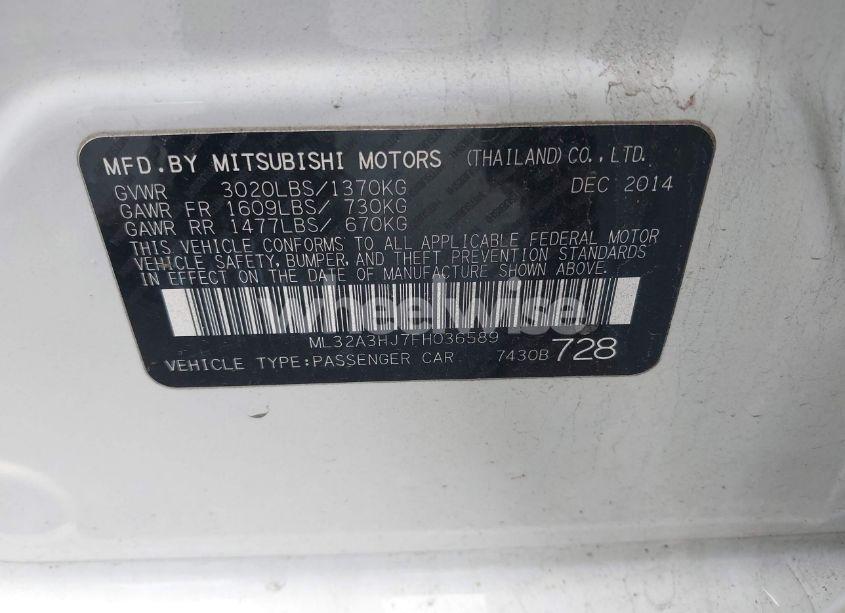 MFD.BY MITSUBISHI MOTORS (THAILAND)CO.,LTD.
GVWR 3020LBS/1370KG DEC 2014
GAWR FR 1609LBS/ 730KG
GAWR RR 1477LBS/ 670KG
THIS VEHICLE CONFORMS TO ALL APPLICABLE FEDERAL MOTOR
VEHICLE SAFETY, BUMPER, AND THEFT PREVENTION STANDARDS
IN EFFECT ON THE DATE OF MANUFACTURE SHOWN ABOVE.
wheelwise
ML32A3HJ7FH036589
VEHICLE TYPE:PASSENGER CAR 7430B 728